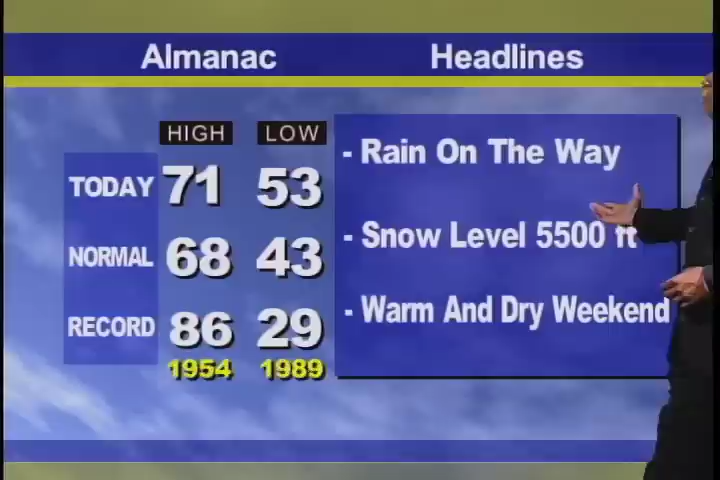 Almanac Headlines
HIGH LOW
TODAY 71 53
NORMAL 68 43
RECORD 86 29
1954 1989
- Rain On The Way
- Snow Level 5500 ft
- Warm And Dry Weekend